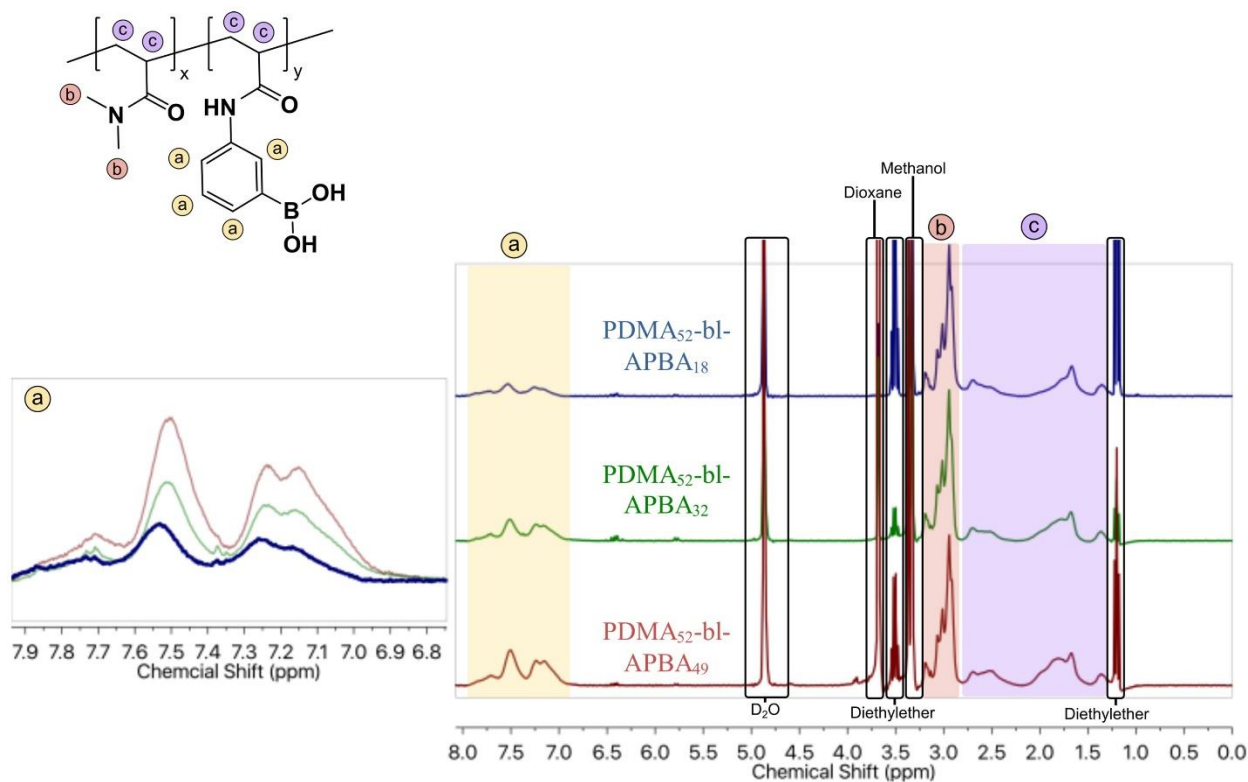 c c
c c
x
y
b
N
O
HN
O
b
a
a
a
a
B
OH
OH
Methanol
Dioxane
a
b
c
PDMA52-bl-
APBA18
PDMA52-bl-
APBA32
PDMA52-bl-
APBA49
D2O
Diethylether
Diethylether
8.0 7.5 7.0 6.5 6.0 5.5 5.0 4.5 4.0 3.5 3.0 2.5 2.0 1.5 1.0 0.5 0.0
Chemical Shift (ppm)
a
7.9 7.8 7.7 7.6 7.5 7.4 7.3 7.2 7.1 7.0 6.9 6.8
Chemcial Shift (ppm)